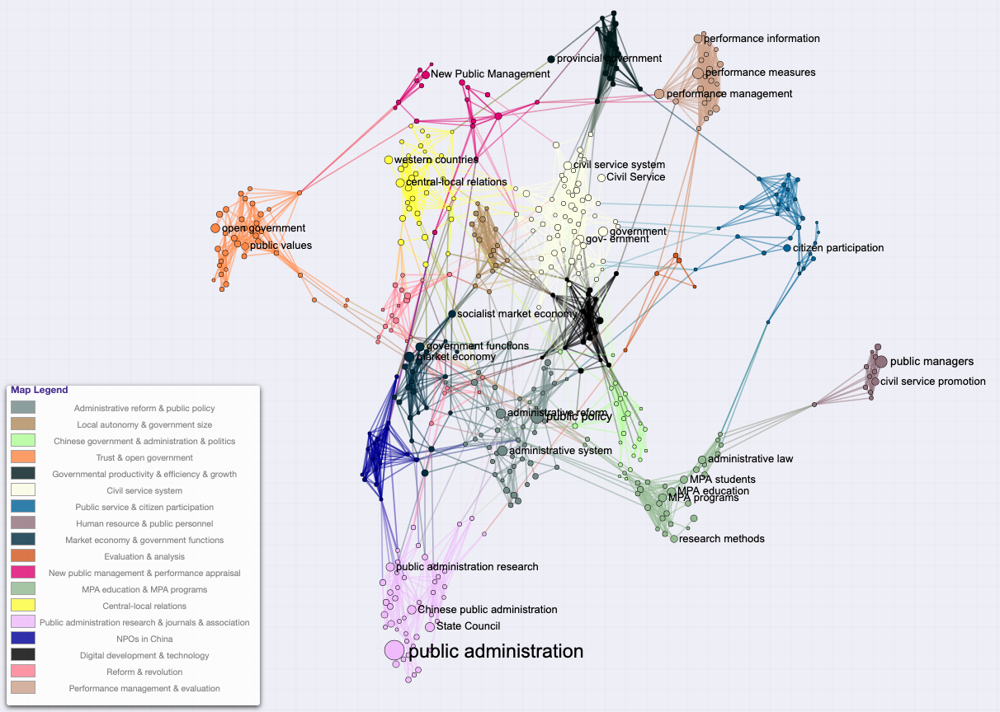 performance information
provincial government
performance measures
New Public Management
performance management
western countries
civil service system
Civil Service
central-local relations
open government
government
gov- ernment
public values
citizen participation
socialist market economy
government functions
market economy
public managers
civil service promotion
administrative reform
public policy
administrative system
administrative law
MPA students
MPA education
MPA programs
research methods
public administration research
Chinese public administration
State Council
public administration
Map Legend
Administrative reform & public policy
Local autonomy & government size
Chinese government & administration & politics
Trust & open government
Governmental productivity & efficiency & growth
Civil service system
Public service & citizen participation
Human resource & public personnel
Market economy & government functions
Evaluation & analysis
New public management & performance appraisal
MPA education & MPA programs
Central-local relations
Public administration research & journals & association
NPOs in China
Digital development & technology
Reform & revolution
Performance management & evaluation